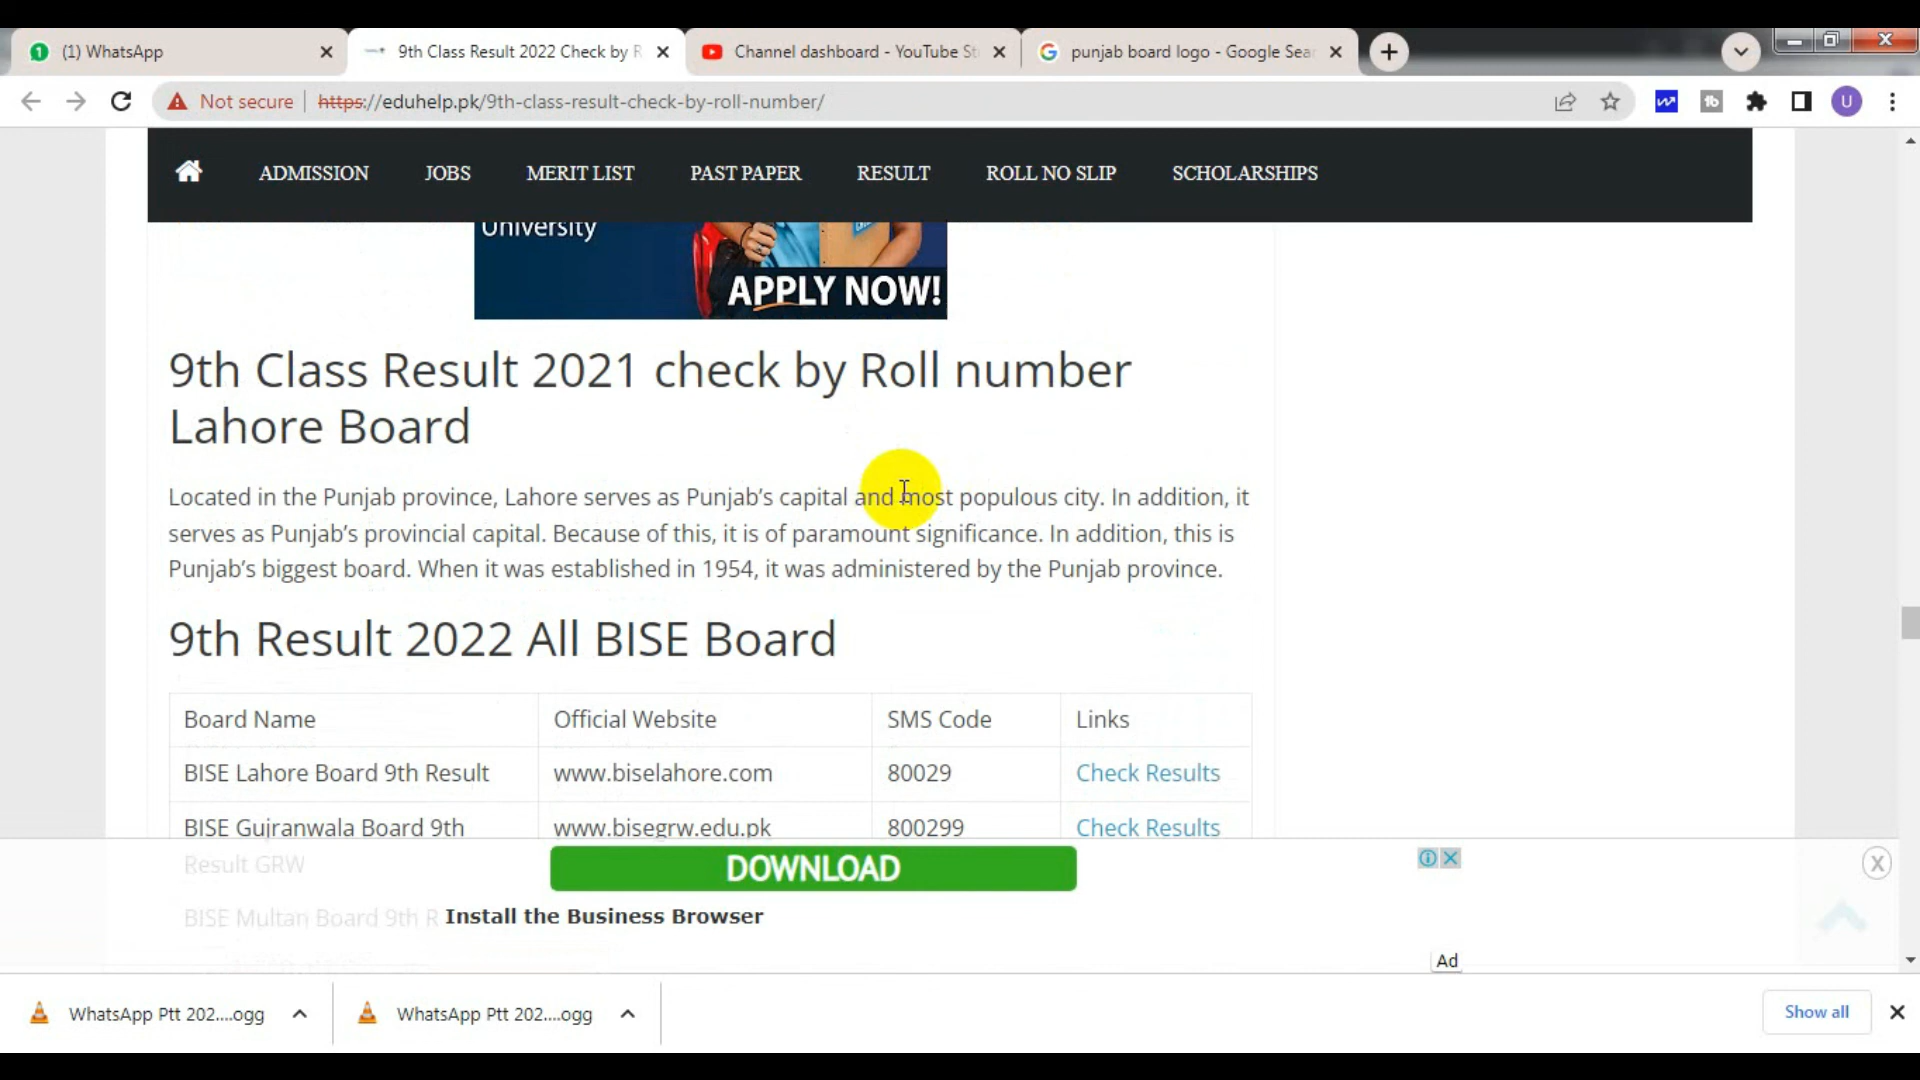 (1) WhatsApp
9th Class Result 2022 Check by R
Channel dashboard - YouTube St
punjab board logo - Google Sear
Not secure
https://eduhelp.pk/9th-class-result-check-by-roll-number/
U
ADMISSION
JOBS
MERIT LIST
PAST PAPER
RESULT
ROLL NO SLIP
SCHOLARSHIPS
University
APPLY NOW!
9th Class Result 2021 check by Roll number
Lahore Board
Located in the Punjab province, Lahore serves as Punjab's capital and most populous city. In addition, it
serves as Punjab's provincial capital. Because of this, it is of paramount significance. In addition, this is
Punjab's biggest board. When it was established in 1954, it was administered by the Punjab province.
9th Result 2022 All BISE Board
Board Name Official Website SMS Code Links
BISE Lahore Board 9th Result www.biselahore.com 80029 Check Results
BISE Gujranwala Board 9th www.bisegrw.edu.pk 800299 Check Results
Result GRW
DOWNLOAD
BISE Multan Board 9th R
Install the Business Browser
Ad
WhatsApp Ptt 202....ogg
WhatsApp Ptt 202....ogg
Show all